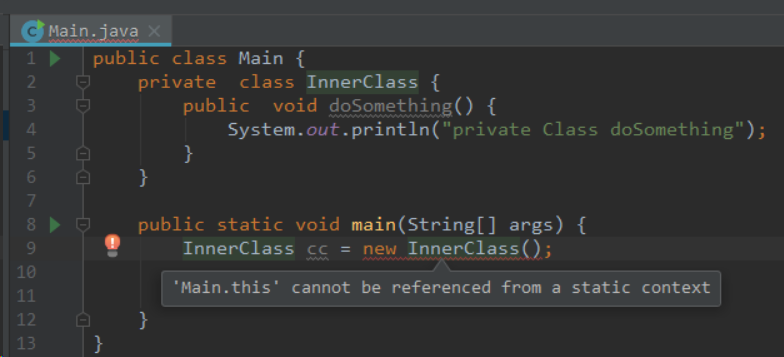 Main.java
1 public class Main {
2 private class InnerClass {
3 public void doSomething() {
4 System.out.println("private Class doSomething");
5 }
6 }
7
8 public static void main(String[] args) {
9 InnerClass cc = new InnerClass();
10
'Main.this' cannot be referenced from a static context
11
12 }
13 }